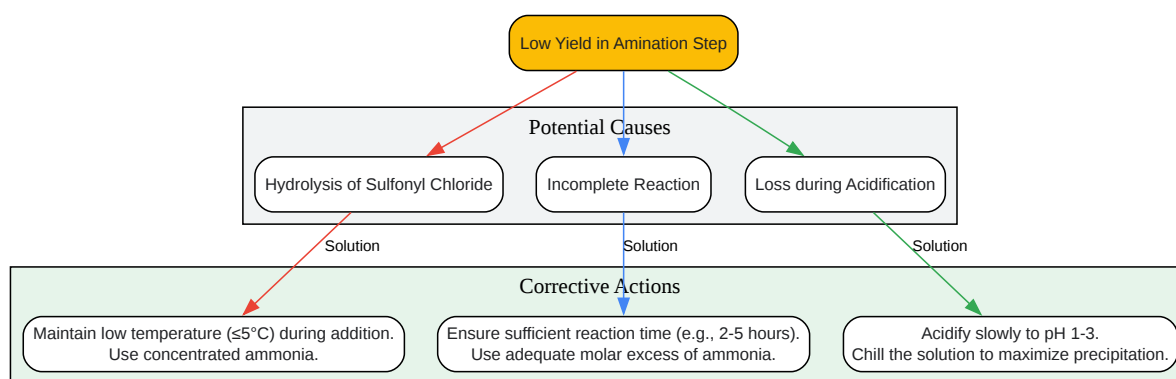 Low Yield in Amination Step
Potential Causes
Hydrolysis of Sulfonyl Chloride
Incomplete Reaction
Loss during Acidification
Solution
Solution
Solution
Corrective Actions
Maintain low temperature (≤5°C) during addition.
Use concentrated ammonia.
Ensure sufficient reaction time (e.g., 2-5 hours).
Use adequate molar excess of ammonia.
Acidify slowly to pH 1-3.
Chill the solution to maximize precipitation.